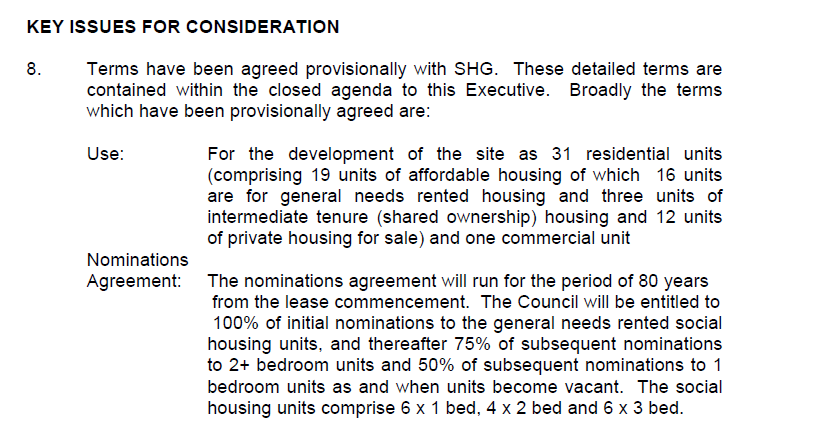 KEY ISSUES FOR CONSIDERATION
8. Terms have been agreed provisionally with SHG. These detailed terms are
contained within the closed agenda to this Executive. Broadly the terms
which have been provisionally agreed are:
Use: For the development of the site as 31 residential units
(comprising 19 units of affordable housing of which 16 units
are for general needs rented housing and three units of
intermediate tenure (shared ownership) housing and 12 units
of private housing for sale) and one commercial unit
Nominations
Agreement: The nominations agreement will run for the period of 80 years
from the lease commencement. The Council will be entitled to
100% of initial nominations to the general needs rented social
housing units, and thereafter 75% of subsequent nominations
to 2+ bedroom units and 50% of subsequent nominations to 1
bedroom units as and when units become vacant. The social
housing units comprise 6 x 1 bed, 4 x 2 bed and 6 x 3 bed.